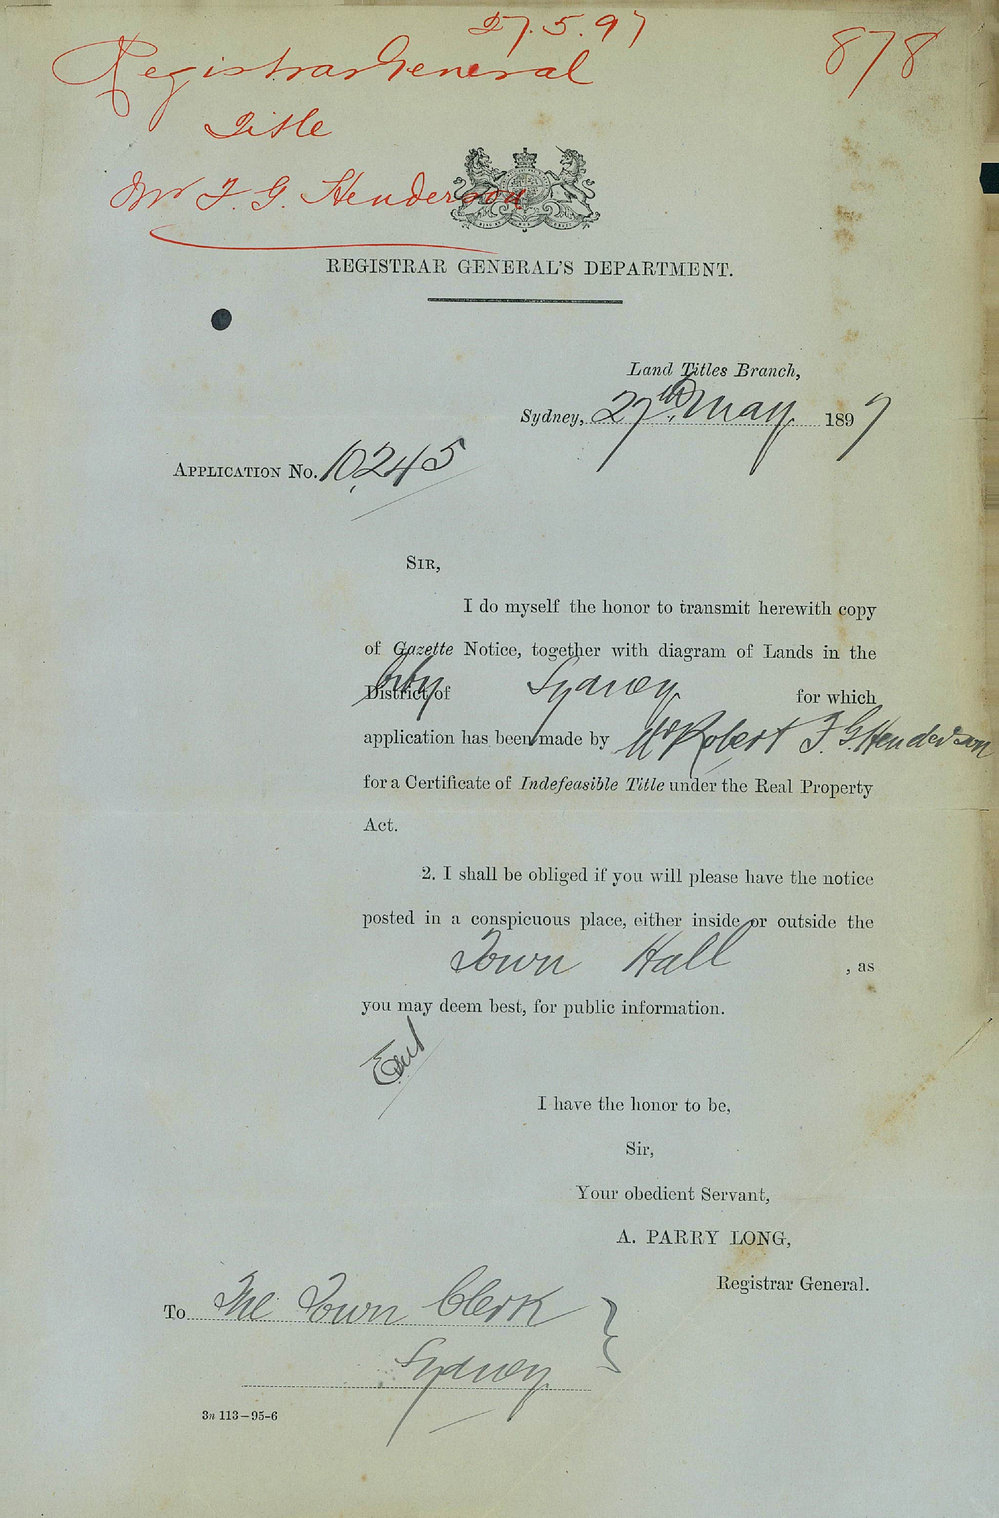 27.5.97
878
Registrar General
Title
Mr F. G. Henderson
REGISTRAR GENERAL'S DEPARTMENT.
Land Titles Branch,
Sydney, 27th May 1897
APPLICATION No. 10,245
SIR,
I do myself the honor to transmit herewith copy
of Gazette Notice, together with diagram of Lands in the
City
District of Sydney for which
application has been made by Mr Robert F. G. Henderson
for a Certificate of Indefeasible Title under the Real Property
Act.
2. I shall be obliged if you will please have the notice
posted in a conspicuous place, either inside or outside the
Town Hall , as
you may deem best, for public information.
I have the honor to be,
Sir,
Your obedient Servant,
A. PARRY LONG,
Registrar General.
To The Town Clerk
Sydney
3n 113–95–6